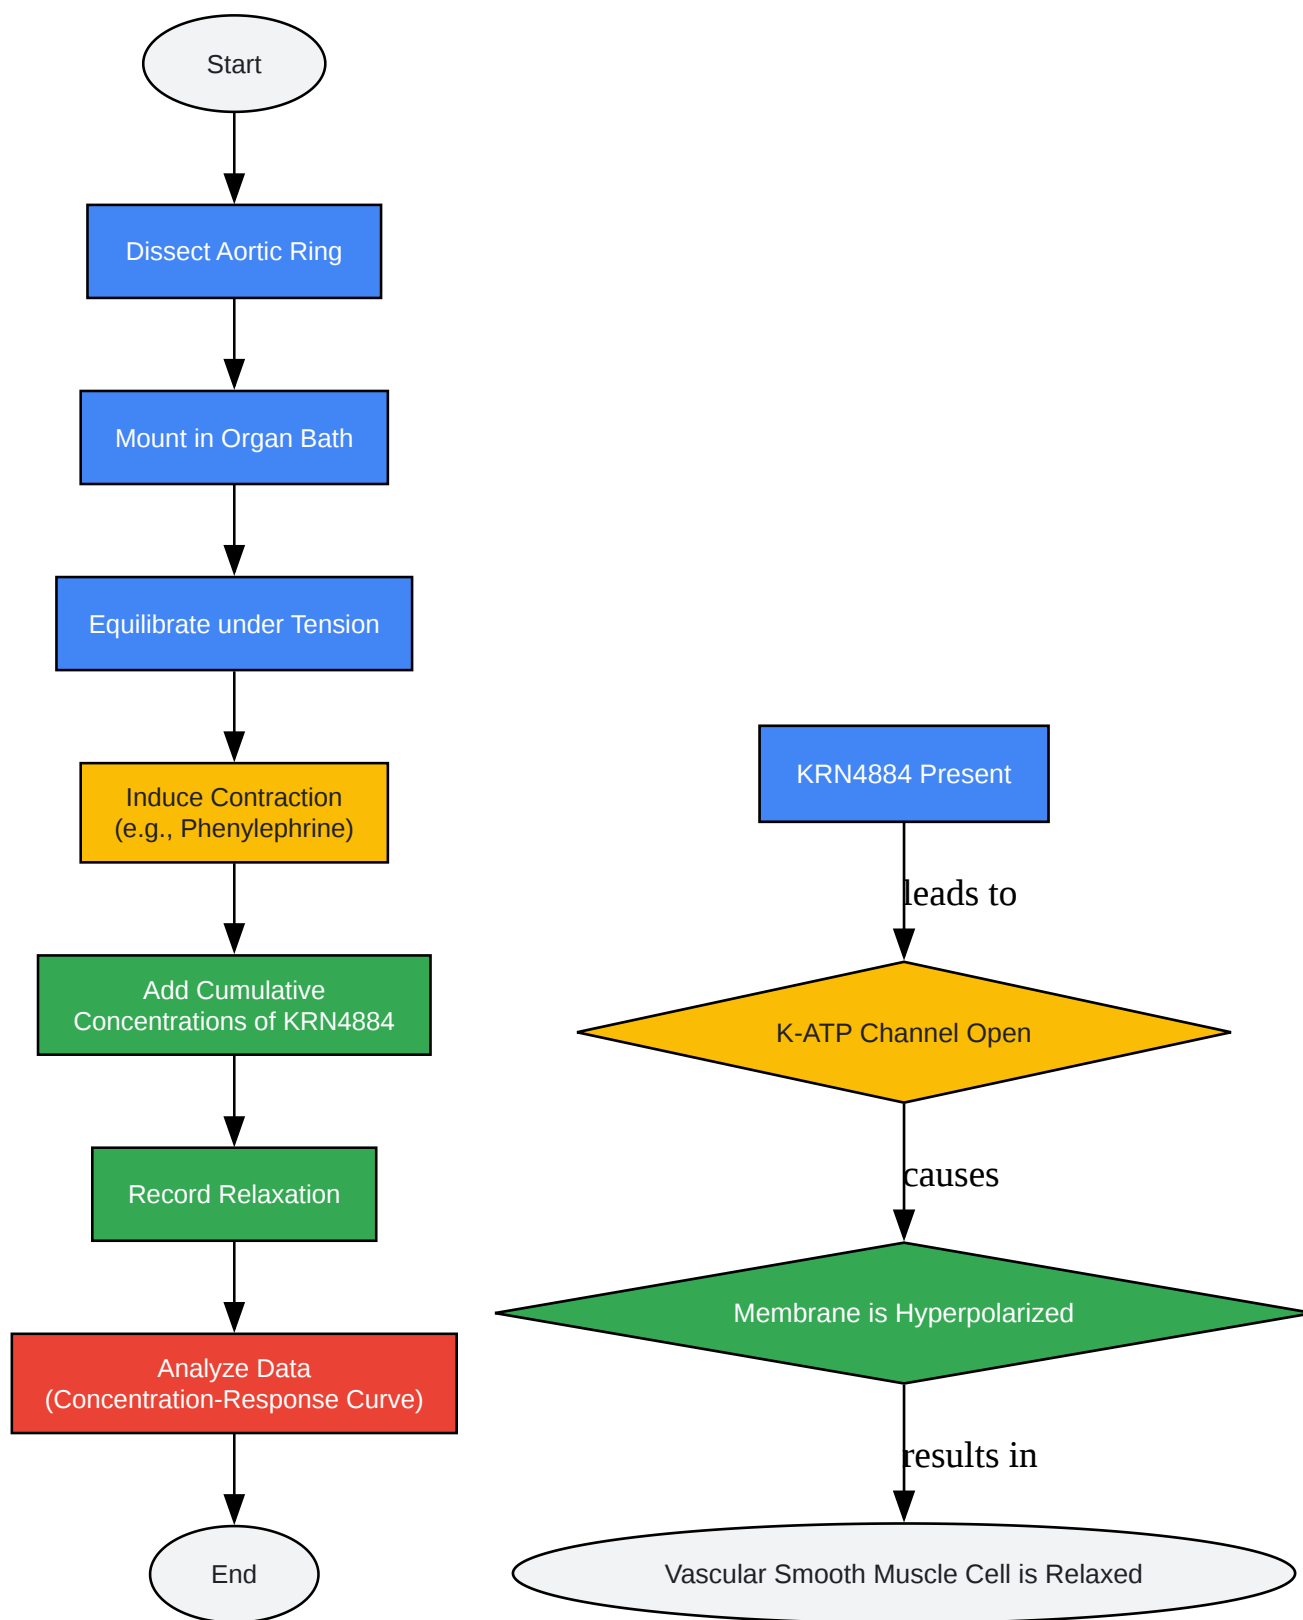 Start
Dissect Aortic Ring
Mount in Organ Bath
Equilibrate under Tension
Induce Contraction
(e.g., Phenylephrine)
Add Cumulative
Concentrations of KRN4884
Record Relaxation
Analyze Data
(Concentration-Response Curve)
End
KRN4884 Present
leads to
K-ATP Channel Open
causes
Membrane is Hyperpolarized
results in
Vascular Smooth Muscle Cell is Relaxed